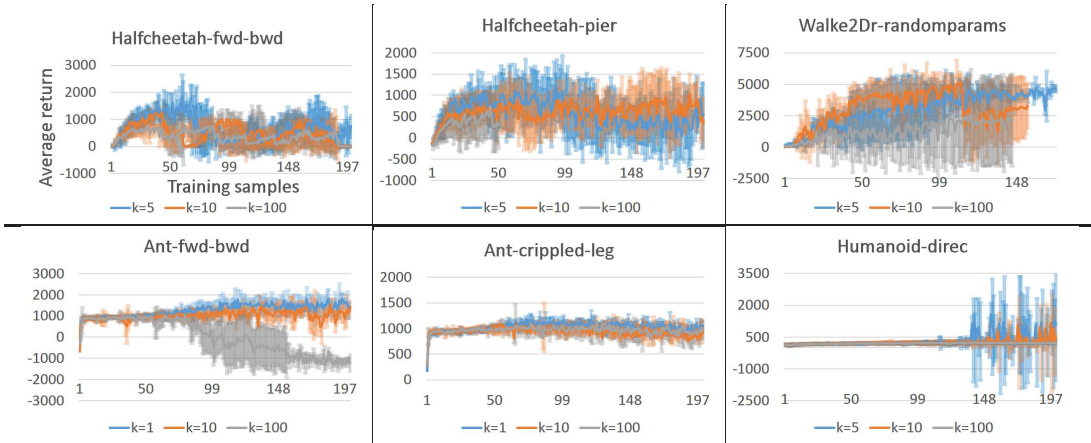 Halfcheetah-fwd-bwd
3000
2000
1000
0
-1000
Average return
1 50 99 148 197
Training samples
k=5 k=10 k=100
Halfcheetah-pier
2000
1500
1000
500
0
-500
-1000
1 50 99 148 197
k=5 k=10 k=100
Walke2Dr-randomparams
7500
5000
2500
0
-2500
1 50 99 148
k=5 k=10 k=100
Ant-fwd-bwd
3000
2000
1000
0
-1000
-2000
-3000
1 50 99 148 197
k=1 k=10 k=100
Ant-crippled-leg
2000
1500
1000
500
0
1 50 99 148 197
k=1 k=10 k=100
Humanoid-direc
3500
2500
1500
500
-1000
-2500
1 50 99 148 197
k=5 k=10 k=100